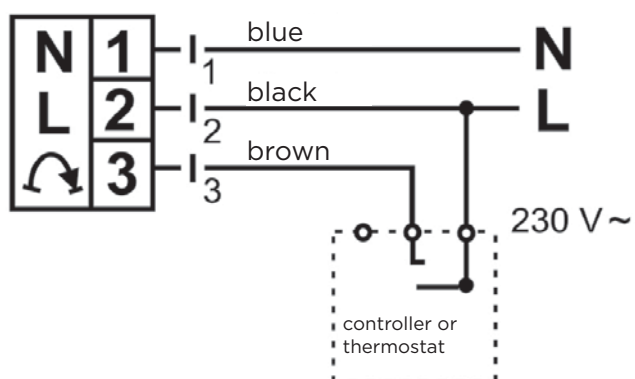 N 1 1 blue N
L 2 2 black L
3 3 brown
230 V ~
controller or
thermostat